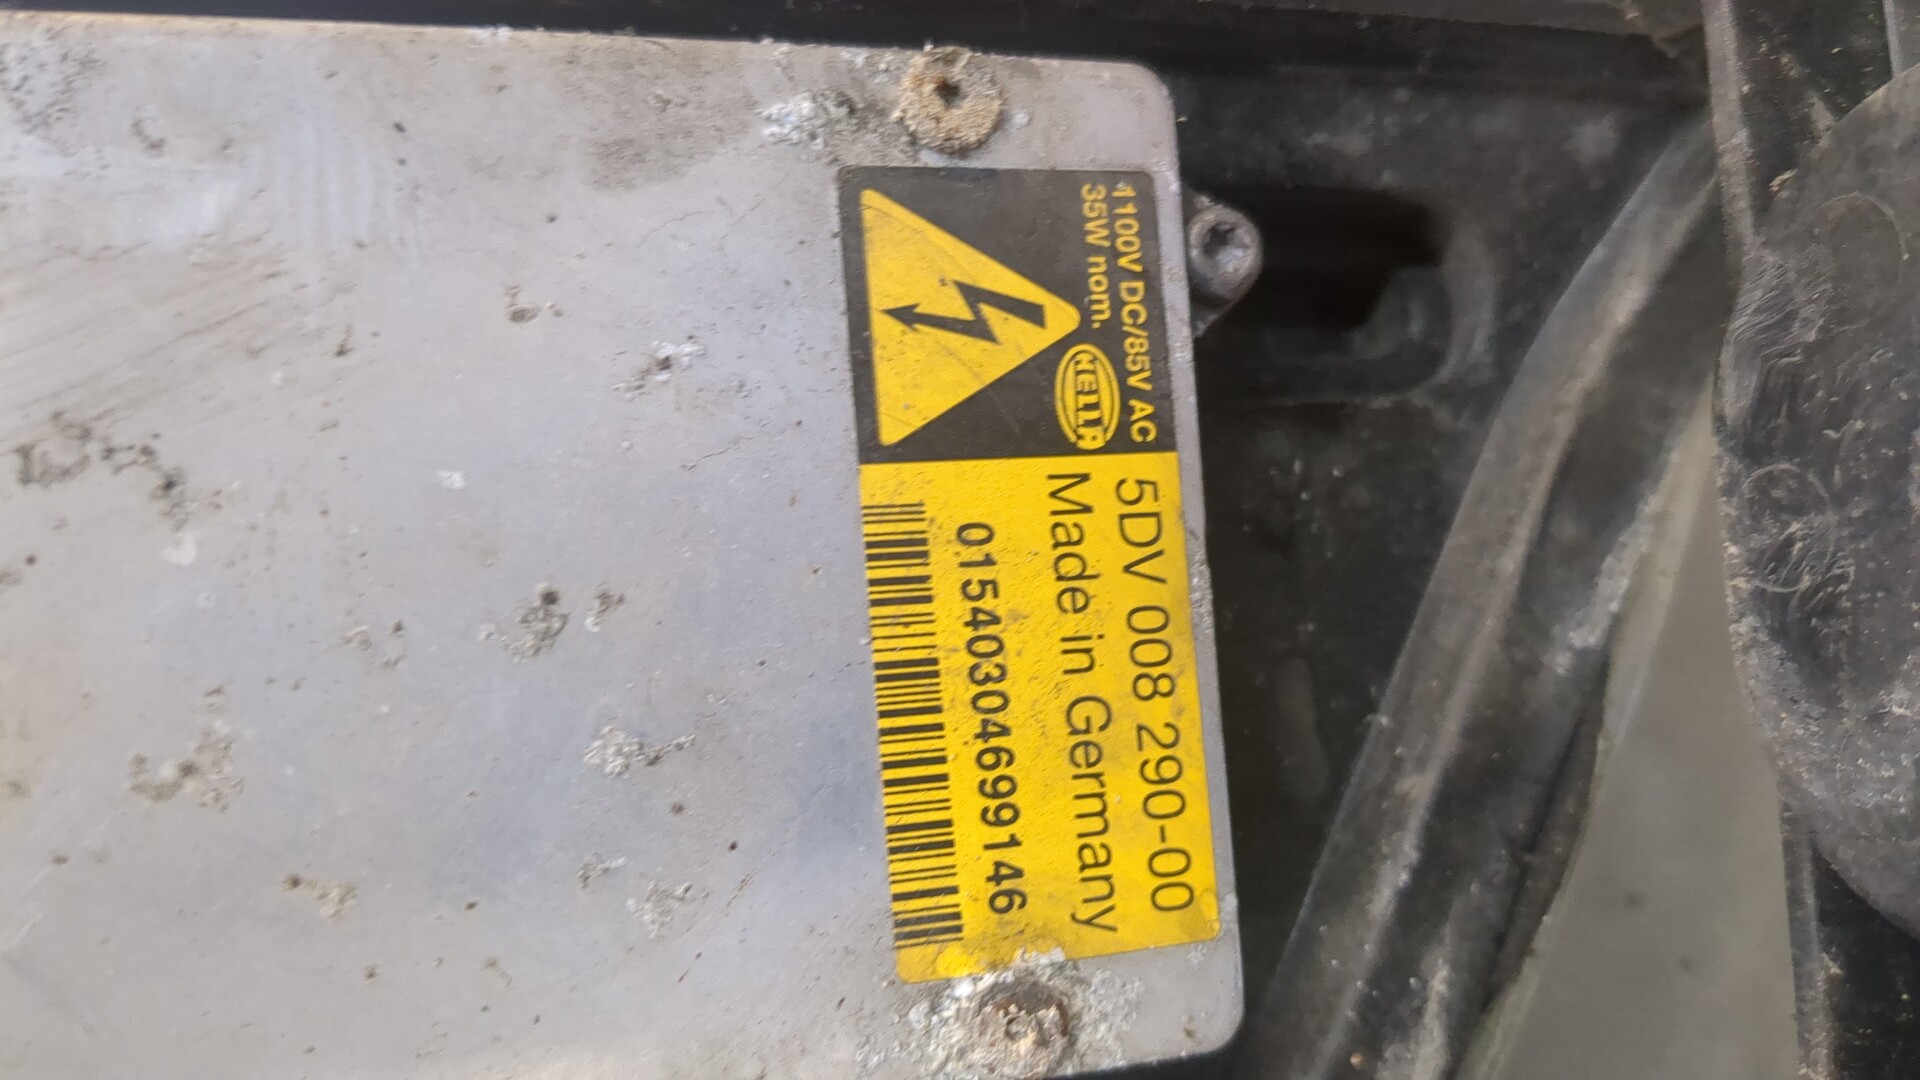 1100V DC/85V AC
35W nom.
HELLA
5DV 008 290-00
Made in Germany
01540304699146